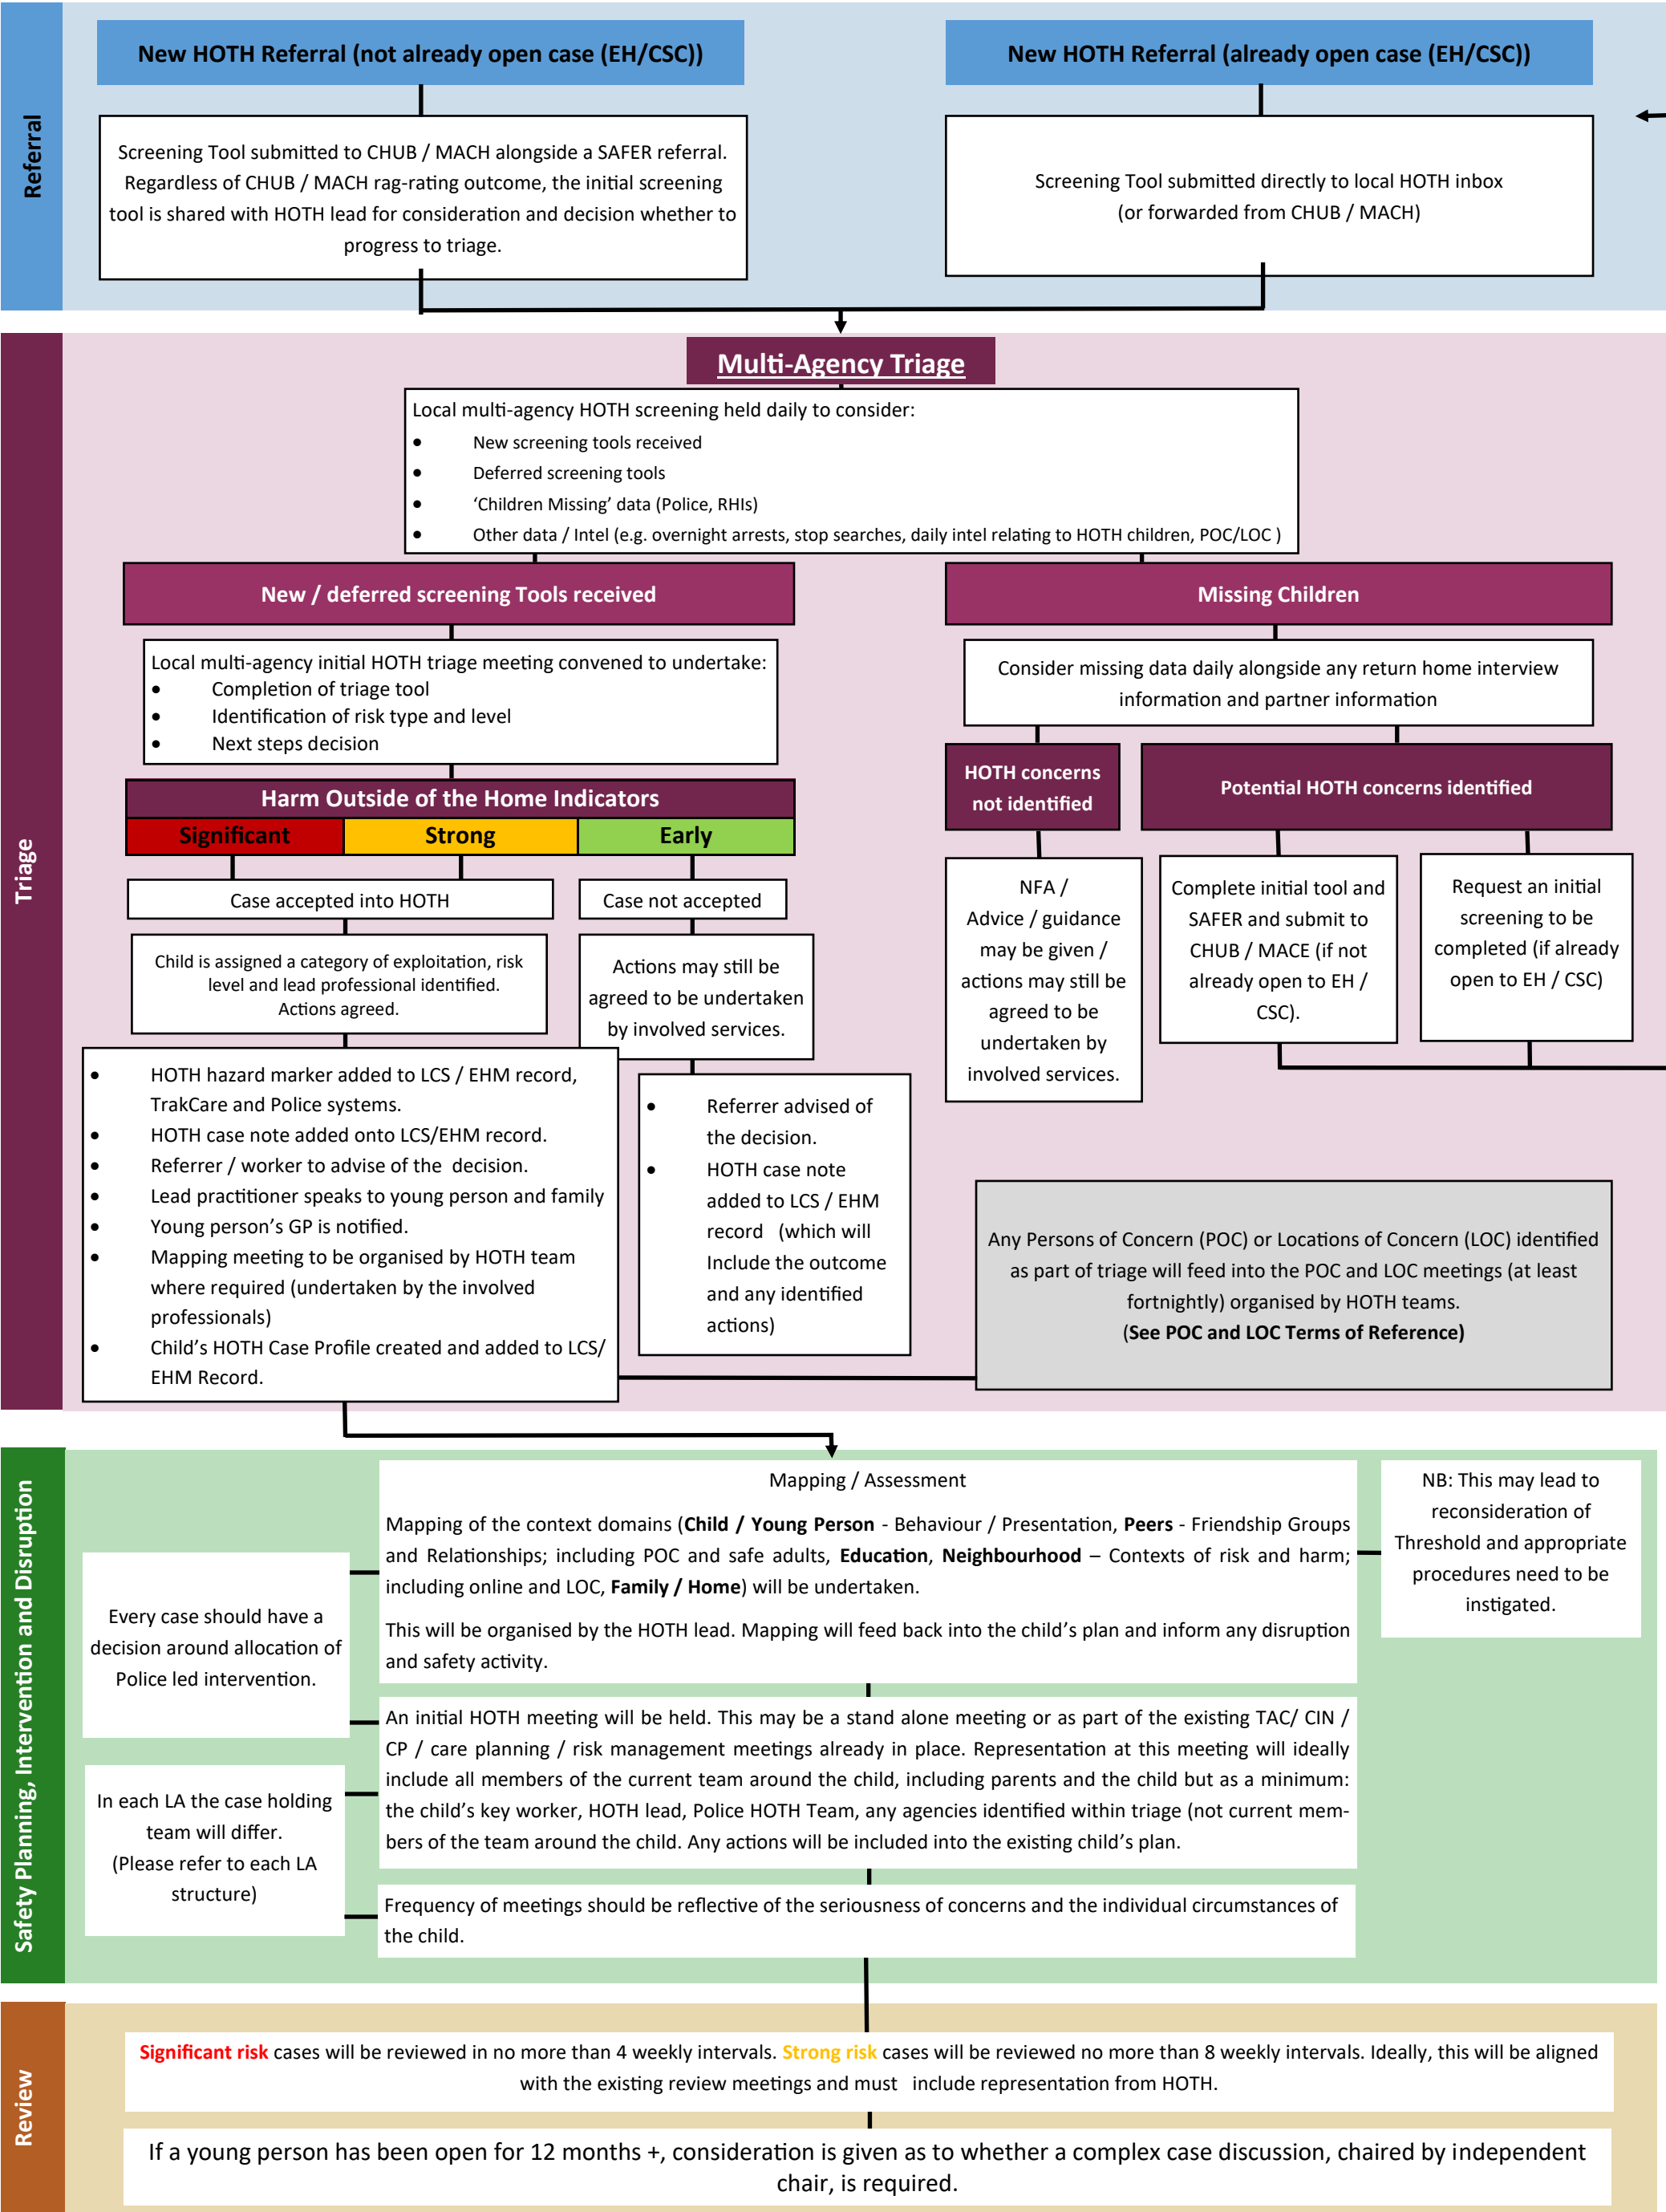 Referral
New HOTH Referral (not already open case (EH/CSC))
Screening Tool submitted to CHUB / MACH alongside a SAFER referral.
Regardless of CHUB / MACH rag-rating outcome, the initial screening
tool is shared with HOTH lead for consideration and decision whether to
progress to triage.
New HOTH Referral (already open case (EH/CSC))
Screening Tool submitted directly to local HOTH inbox
(or forwarded from CHUB / MACH)
Triage
Multi-Agency Triage
Local multi-agency HOTH screening held daily to consider:
• New screening tools received
• Deferred screening tools
• ‘Children Missing’ data (Police, RHIs)
• Other data / Intel (e.g. overnight arrests, stop searches, daily intel relating to HOTH children, POC/LOC )
New / deferred screening Tools received
Local multi-agency initial HOTH triage meeting convened to undertake:
• Completion of triage tool
• Identification of risk type and level
• Next steps decision
Harm Outside of the Home Indicators
Significant
Strong
Early
Case accepted into HOTH
Child is assigned a category of exploitation, risk
level and lead professional identified.
Actions agreed.
• HOTH hazard marker added to LCS / EHM record,
TrakCare and Police systems.
• HOTH case note added onto LCS/EHM record.
• Referrer / worker to advise of the decision.
• Lead practitioner speaks to young person and family
• Young person’s GP is notified.
• Mapping meeting to be organised by HOTH team
where required (undertaken by the involved
professionals)
• Child’s HOTH Case Profile created and added to LCS/
EHM Record.
Case not accepted
Actions may still be
agreed to be undertaken
by involved services.
• Referrer advised of
the decision.
• HOTH case note
added to LCS / EHM
record (which will
Include the outcome
and any identified
actions)
Missing Children
Consider missing data daily alongside any return home interview
information and partner information
HOTH concerns
not identified
NFA /
Advice / guidance
may be given /
actions may still be
agreed to be
undertaken by
involved services.
Potential HOTH concerns identified
Complete initial tool and
SAFER and submit to
CHUB / MACE (if not
already open to EH /
CSC).
Request an initial
screening to be
completed (if already
open to EH / CSC)
Any Persons of Concern (POC) or Locations of Concern (LOC) identified
as part of triage will feed into the POC and LOC meetings (at least
fortnightly) organised by HOTH teams.
(See POC and LOC Terms of Reference)
Safety Planning, Intervention and Disruption
Every case should have a
decision around allocation of
Police led intervention.
In each LA the case holding
team will differ.
(Please refer to each LA
structure)
Mapping / Assessment
Mapping of the context domains (Child / Young Person - Behaviour / Presentation, Peers - Friendship Groups
and Relationships; including POC and safe adults, Education, Neighbourhood – Contexts of risk and harm;
including online and LOC, Family / Home) will be undertaken.
This will be organised by the HOTH lead. Mapping will feed back into the child’s plan and inform any disruption
and safety activity.
An initial HOTH meeting will be held. This may be a stand alone meeting or as part of the existing TAC/ CIN /
CP / care planning / risk management meetings already in place. Representation at this meeting will ideally
include all members of the current team around the child, including parents and the child but as a minimum:
the child’s key worker, HOTH lead, Police HOTH Team, any agencies identified within triage (not current mem-
bers of the team around the child. Any actions will be included into the existing child’s plan.
Frequency of meetings should be reflective of the seriousness of concerns and the individual circumstances of
the child.
NB: This may lead to
reconsideration of
Threshold and appropriate
procedures need to be
instigated.
Review
Significant risk cases will be reviewed in no more than 4 weekly intervals. Strong risk cases will be reviewed no more than 8 weekly intervals. Ideally, this will be aligned
with the existing review meetings and must include representation from HOTH.
If a young person has been open for 12 months +, consideration is given as to whether a complex case discussion, chaired by independent
chair, is required.